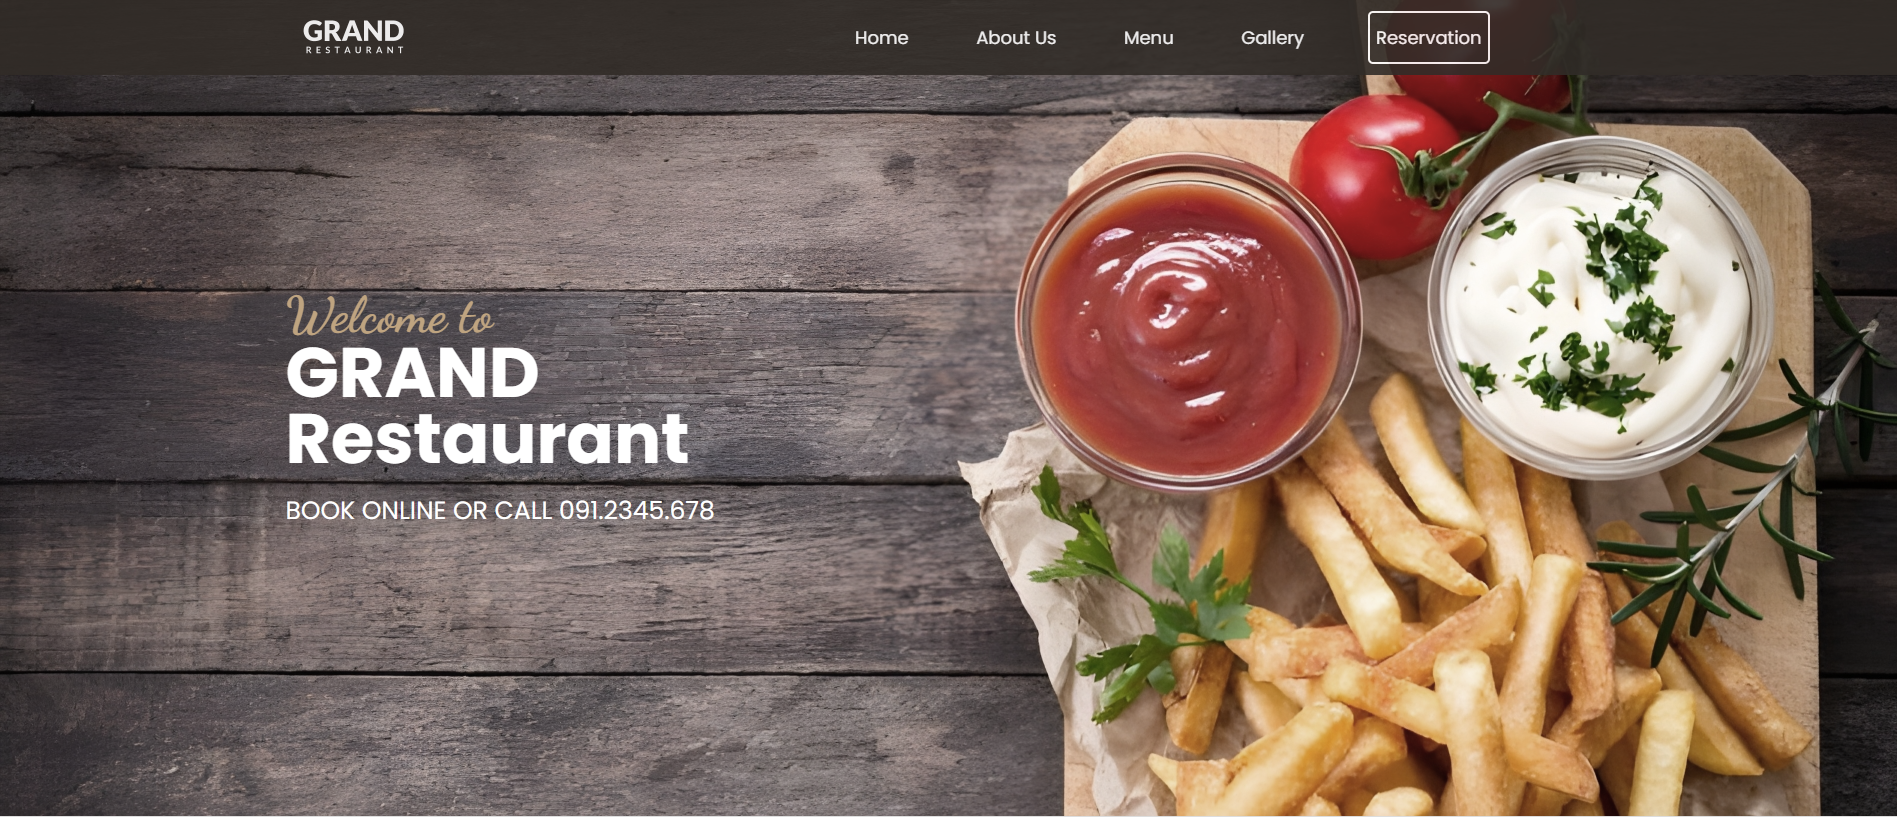 GRAND
RESTAURANT
Home About Us Menu Gallery Reservation
Welcome to
GRAND
Restaurant
BOOK ONLINE OR CALL 091.2345.678